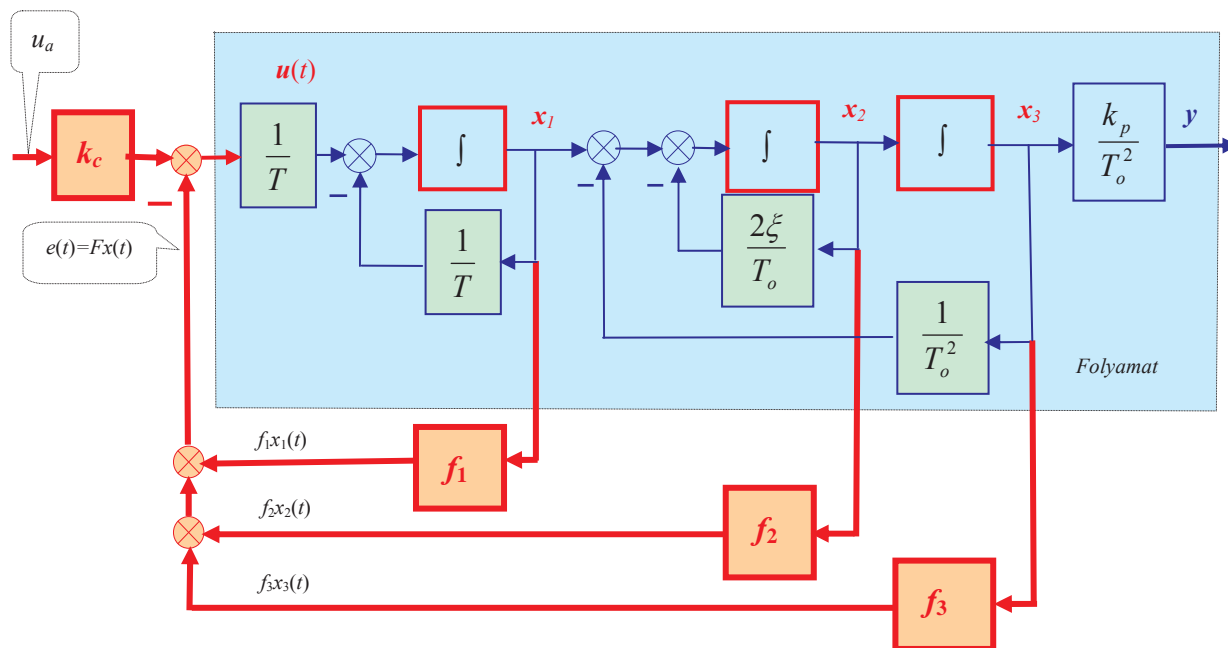 u_a
u(t)
x_1
x_2
x_3
y
k_c
1/T
∫
∫
∫
k_p/T_o^2
−
−
−
−
1/T
2ξ/T_o
1/T_o^2
e(t)=Fx(t)
Folyamat
f_1x_1(t)
f_1
f_2x_2(t)
f_2
f_3x_3(t)
f_3